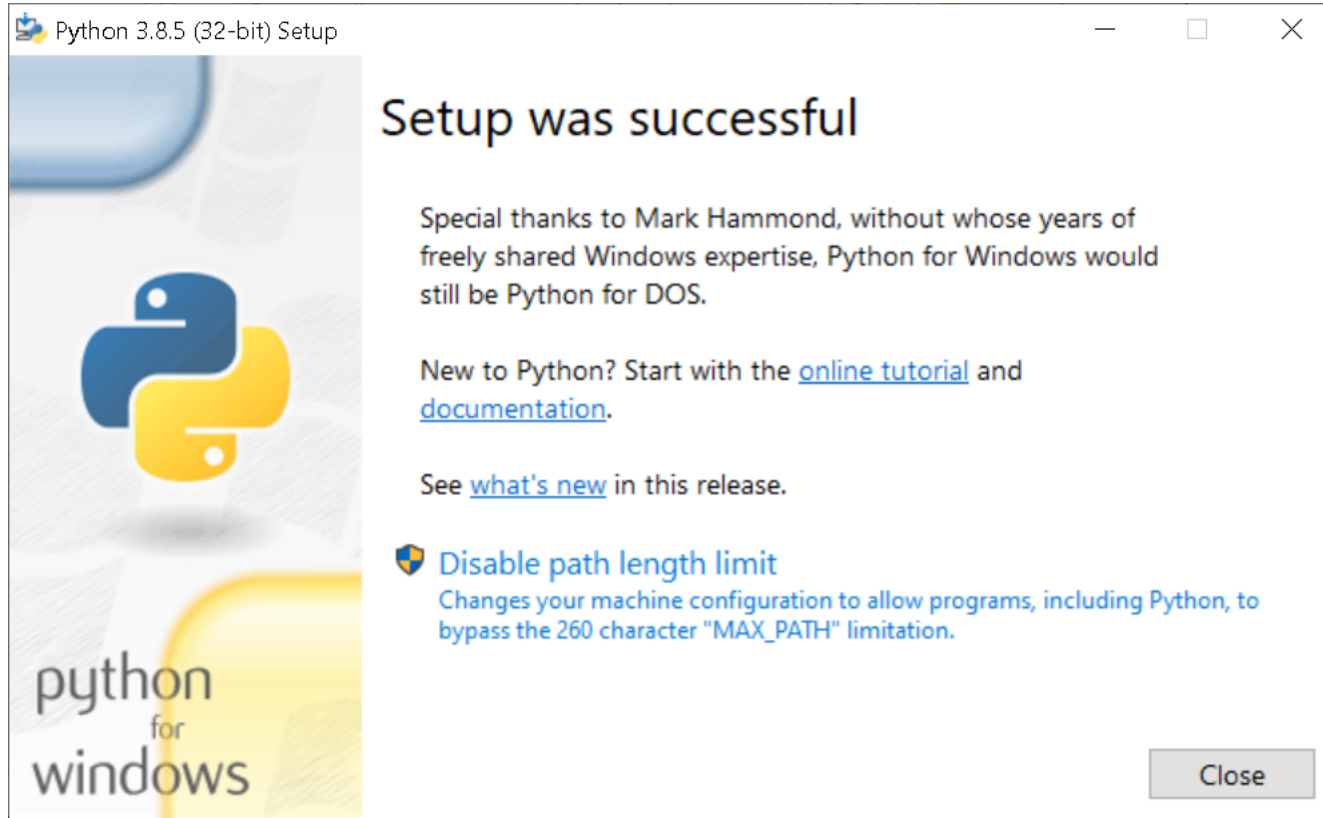 Python 3.8.5 (32-bit) Setup
Setup was successful
Special thanks to Mark Hammond, without whose years of
freely shared Windows expertise, Python for Windows would
still be Python for DOS.
New to Python? Start with the online tutorial and
documentation.
See what's new in this release.
Disable path length limit
Changes your machine configuration to allow programs, including Python, to
bypass the 260 character "MAX_PATH" limitation.
python
for
windows
Close